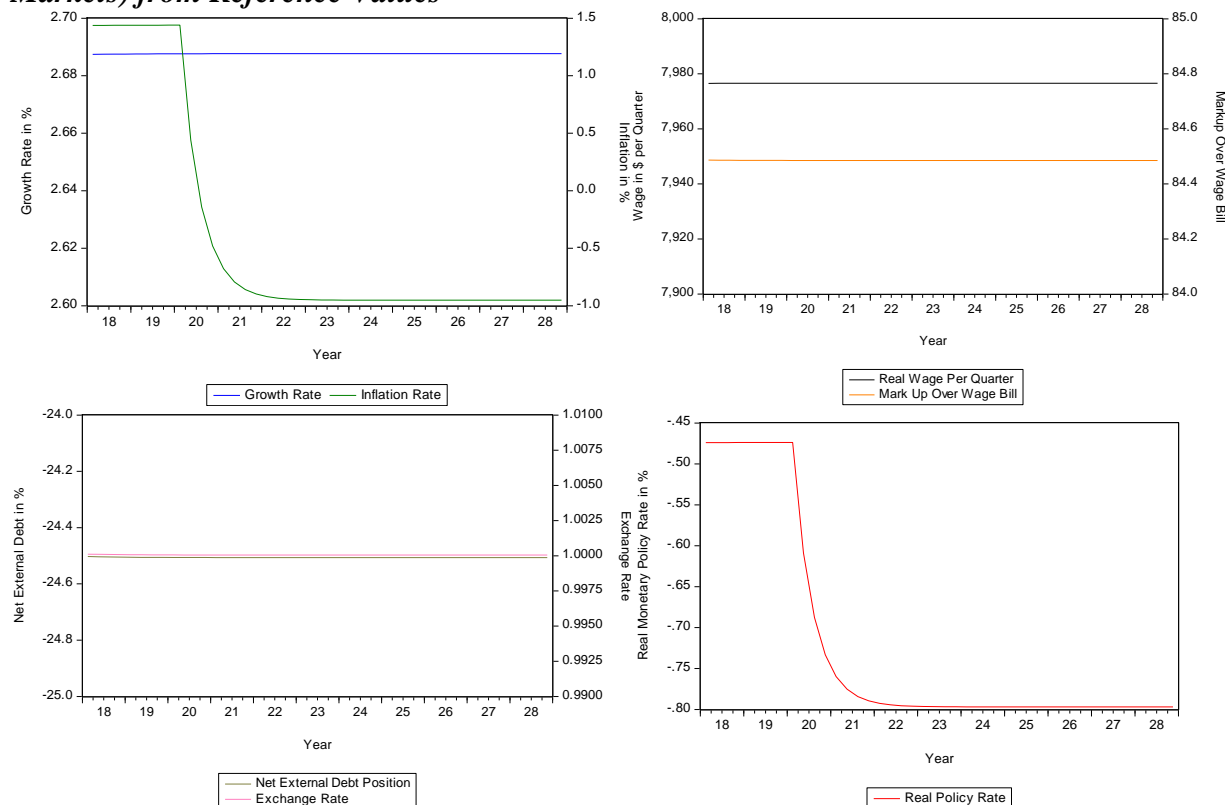 Markets) from Reference Values
2.70
2.68
2.66
2.64
2.62
2.60
Growth Rate in %
1.5
1.0
0.5
0.0
-0.5
-1.0
Inflation in %
18 19 20 21 22 23 24 25 26 27 28
Year
Growth Rate Inflation Rate
8,000
7,980
7,960
7,940
7,920
7,900
Wage in $ per Quarter
85.0
84.8
84.6
84.4
84.2
84.0
Markup Over Wage Bill
18 19 20 21 22 23 24 25 26 27 28
Year
Real Wage Per Quarter
Mark Up Over Wage Bill
-24.0
-24.2
-24.4
-24.6
-24.8
-25.0
Net External Debt in %
1.0100
1.0075
1.0050
1.0025
1.0000
0.9975
0.9950
0.9925
0.9900
Exchange Rate
18 19 20 21 22 23 24 25 26 27 28
Year
Net External Debt Position
Exchange Rate
-.45
-.50
-.55
-.60
-.65
-.70
-.75
-.80
Real Monetary Policy Rate in %
18 19 20 21 22 23 24 25 26 27 28
Year
Real Policy Rate